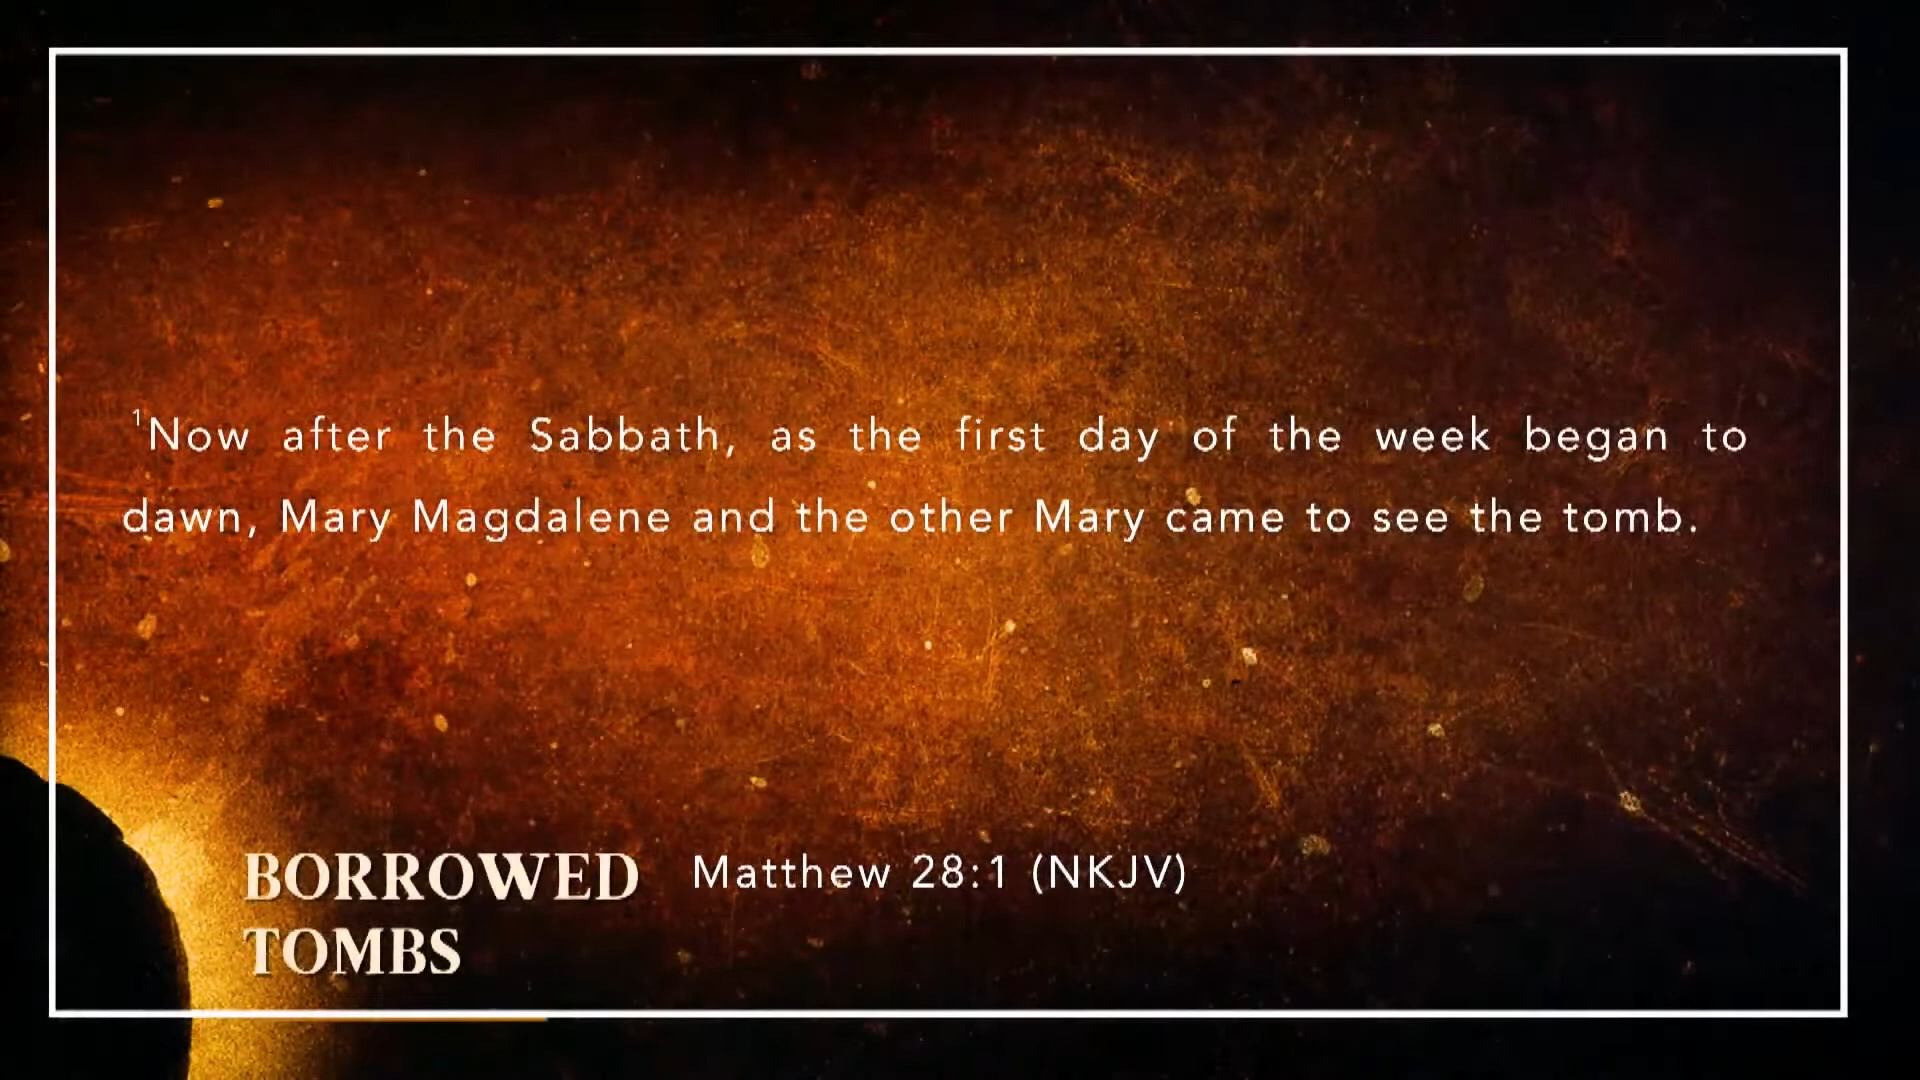 ¹Now after the Sabbath, as the first day of the week began to
dawn, Mary Magdalene and the other Mary came to see the tomb.
BORROWED
TOMBS
Matthew 28:1 (NKJV)